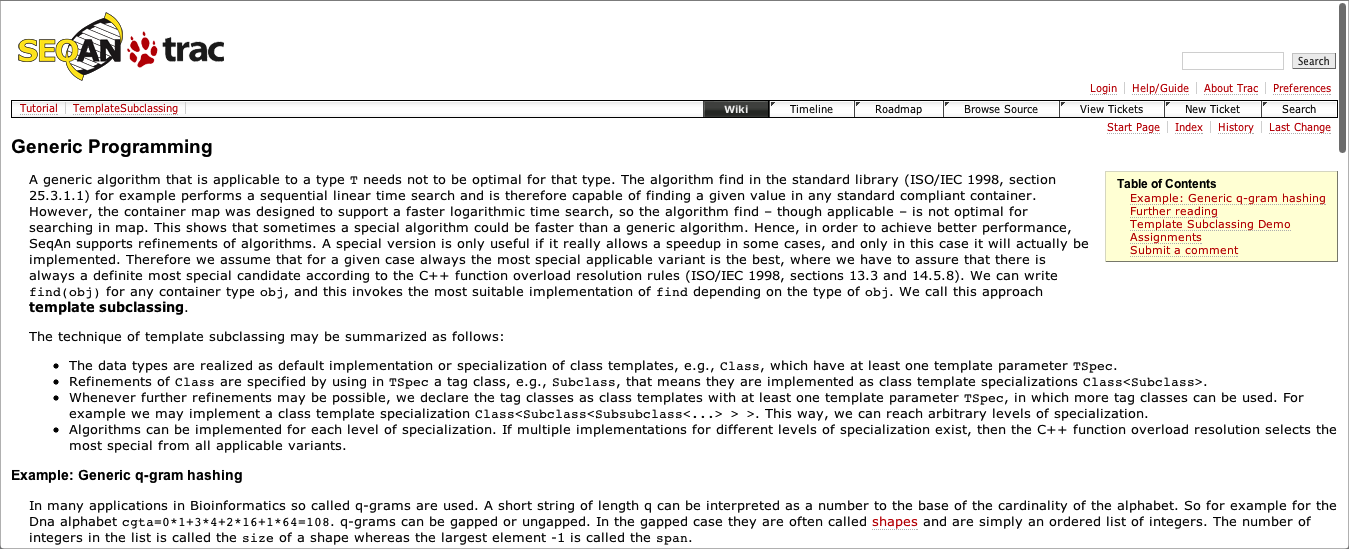 SEQAN trac
Search
Login Help/Guide About Trac Preferences
Tutorial TemplateSubclassing Wiki Timeline Roadmap Browse Source View Tickets New Ticket Search
Start Page Index History Last Change
Generic Programming
A generic algorithm that is applicable to a type T needs not to be optimal for that type. The algorithm find in the standard library (ISO/IEC 1998, section
25.3.1.1) for example performs a sequential linear time search and is therefore capable of finding a given value in any standard compliant container.
However, the container map was designed to support a faster logarithmic time search, so the algorithm find – though applicable – is not optimal for
searching in map. This shows that sometimes a special algorithm could be faster than a generic algorithm. Hence, in order to achieve better performance,
SeqAn supports refinements of algorithms. A special version is only useful if it really allows a speedup in some cases, and only in this case it will actually be
implemented. Therefore we assume that for a given case always the most special applicable variant is the best, where we have to assume that there is
always a definite most special candidate according to the C++ function overload resolution rules (ISO/IEC 1998, sections 13.3 and 14.5.8). We can write
find(obj) for any container type obj, and this invokes the most suitable implementation of find depending on the type of obj. We call this approach
template subclassing.
Table of Contents
Example: Generic q-gram hashing
Further reading
Template Subclassing Demo
Assignments
Submit a comment
The technique of template subclassing may be summarized as follows:
• The data types are realized as default implementation or specialization of class templates, e.g., Class, which have at least one template parameter TSpec.
• Refinements of Class are specified by using in TSpec a tag class, e.g., Subclass, that means they are implemented as class template specializations Class<Subclass>.
• Whenever further refinements may be possible, we declare the tag classes as class templates with at least one template parameter TSpec, in which more tag classes can be used. For
example we may implement a class template specialization Class<Subclass<Subsubclass<...> > >. This way, we can reach arbitrary levels of specialization.
• Algorithms can be implemented for each level of specialization. If multiple implementations for different levels of specialization exist, then the C++ function overload resolution selects the
most special from all applicable variants.
Example: Generic q-gram hashing
In many applications in Bioinformatics so called q-grams are used. A short string of length q can be interpreted as a number to the base of the cardinality of the alphabet. So for example for the
Dna alphabet cgta=0*1+3*4+2*16+1*64=108. q-grams can be gapped or ungapped. In the gapped case they are often called shapes and are simply an ordered list of integers. The number of
integers in the list is called the size of a shape whereas the largest element -1 is called the span.